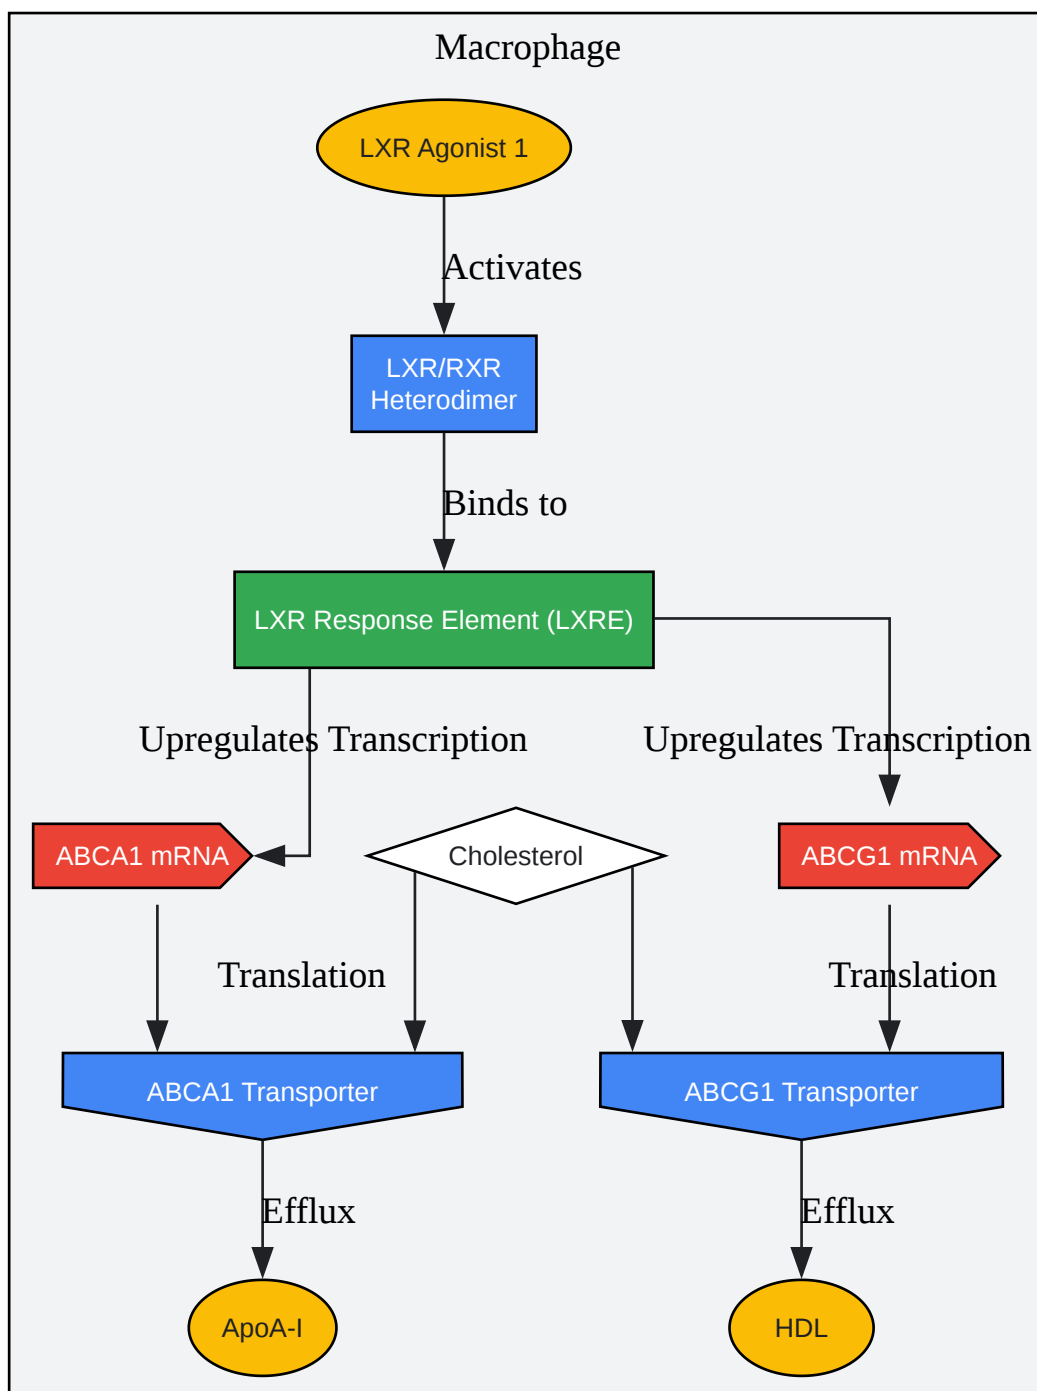 Macrophage
LXR Agonist 1
Activates
LXR/RXR
Heterodimer
Binds to
LXR Response Element (LXRE)
Upregulates Transcription
Upregulates Transcription
ABCA1 mRNA
Cholesterol
ABCG1 mRNA
Translation
Translation
ABCA1 Transporter
ABCG1 Transporter
Efflux
Efflux
ApoA-I
HDL